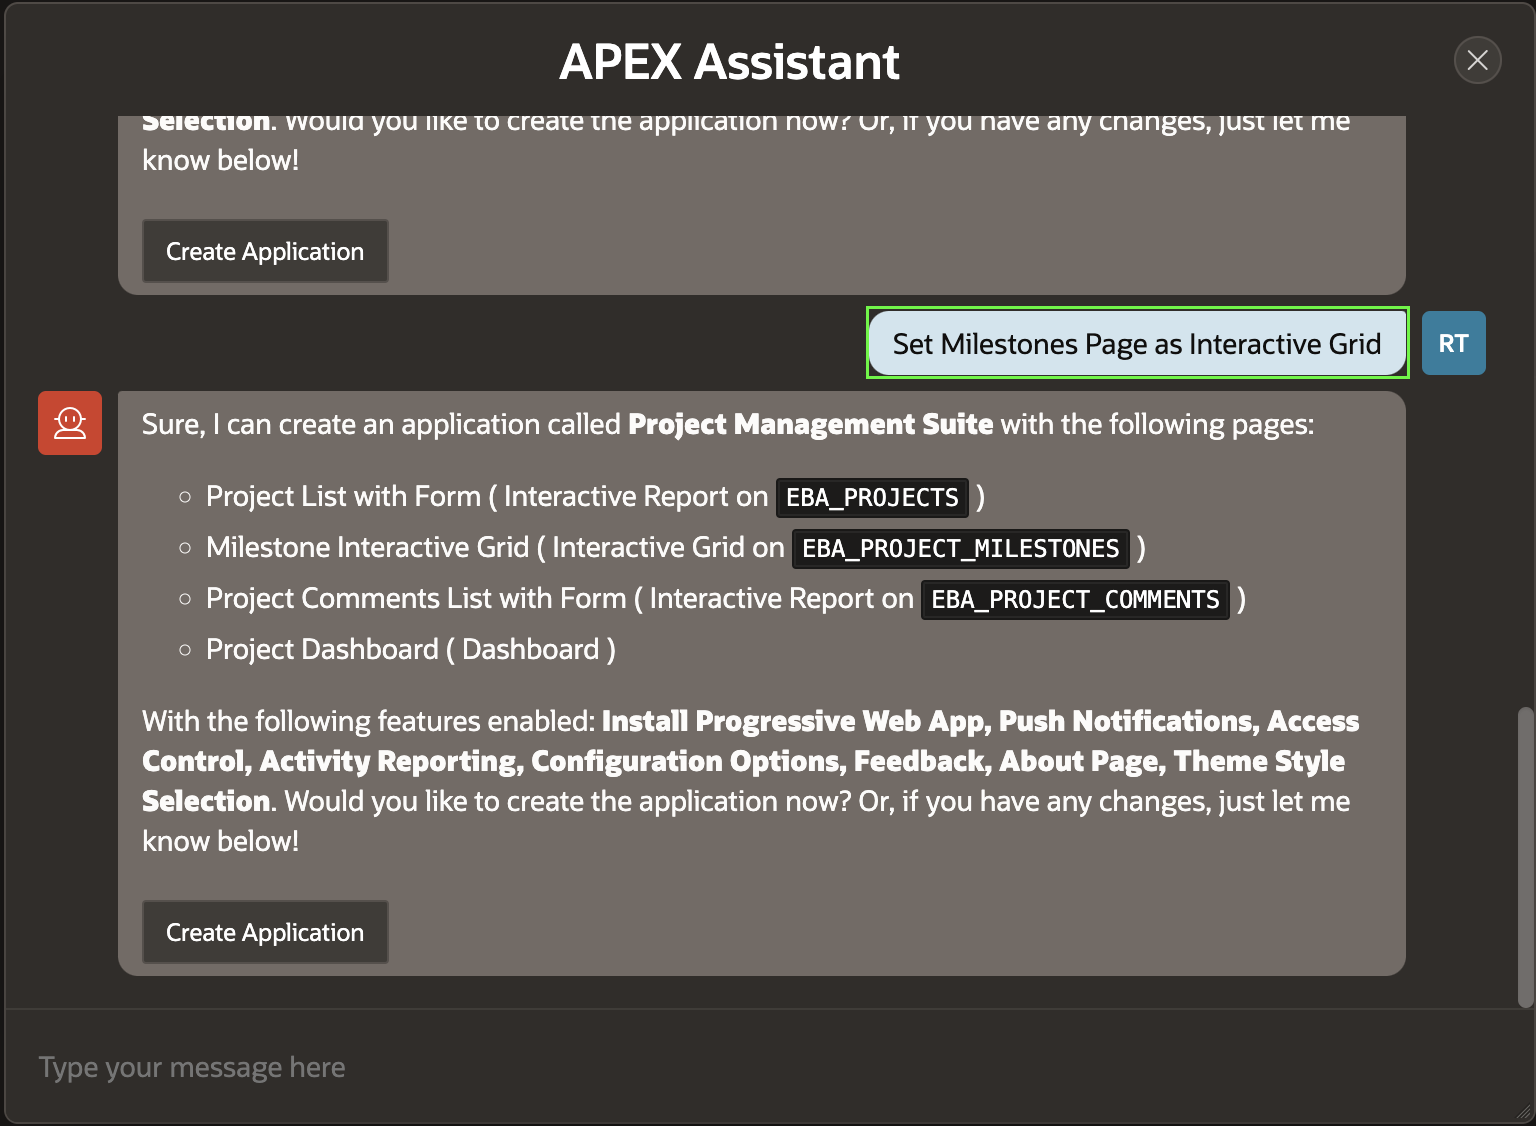 APEX Assistant
Selection. Would you like to create the application now? Or, if you have any changes, just let me
know below!
Create Application
Set Milestones Page as Interactive Grid
RT
Sure, I can create an application called Project Management Suite with the following pages:
Project List with Form ( Interactive Report on EBA_PROJECTS )
Milestone Interactive Grid ( Interactive Grid on EBA_PROJECT_MILESTONES )
Project Comments List with Form ( Interactive Report on EBA_PROJECT_COMMENTS )
Project Dashboard ( Dashboard )
With the following features enabled: Install Progressive Web App, Push Notifications, Access
Control, Activity Reporting, Configuration Options, Feedback, About Page, Theme Style
Selection. Would you like to create the application now? Or, if you have any changes, just let me
know below!
Create Application
Type your message here